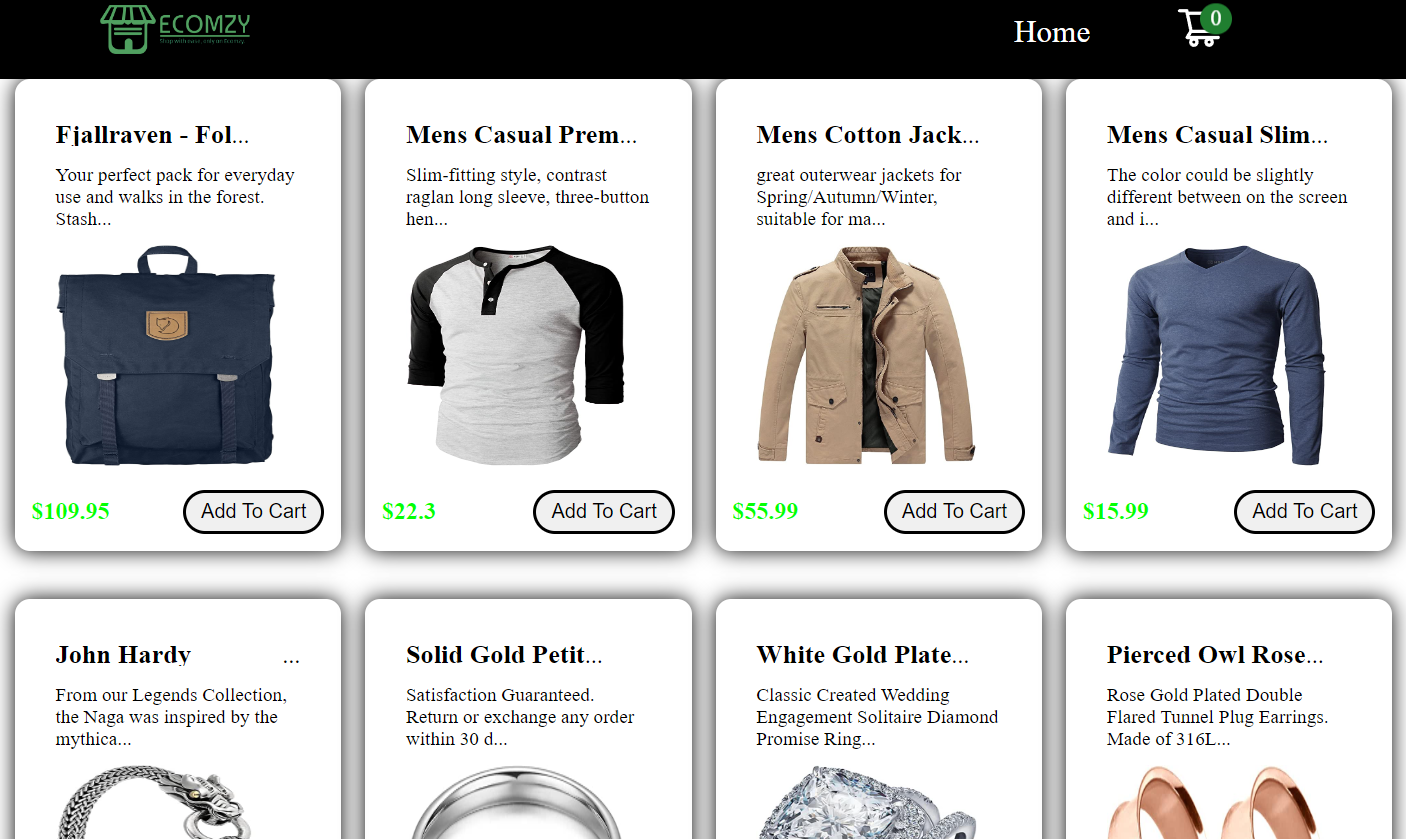 ECOMZY
Shop with ease, only on Ecomzy
Home
0
Fjallraven - Fol...
Mens Casual Prem...
Mens Cotton Jack...
Mens Casual Slim...
Your perfect pack for everyday
use and walks in the forest.
Stash...
Slim-fitting style, contrast
raglan long sleeve, three-button
hen...
great outerwear jackets for
Spring/Autumn/Winter,
suitable for ma...
The color could be slightly
different between on the screen
and i...
$109.95
Add To Cart
$22.3
Add To Cart
$55.99
Add To Cart
$15.99
Add To Cart
John Hardy ...
Solid Gold Petit...
White Gold Plate...
Pierced Owl Rose...
From our Legends Collection,
the Naga was inspired by the
mythica...
Satisfaction Guaranteed.
Return or exchange any order
within 30 d...
Classic Created Wedding
Engagement Solitaire Diamond
Promise Ring...
Rose Gold Plated Double
Flared Tunnel Plug Earrings.
Made of 316L...